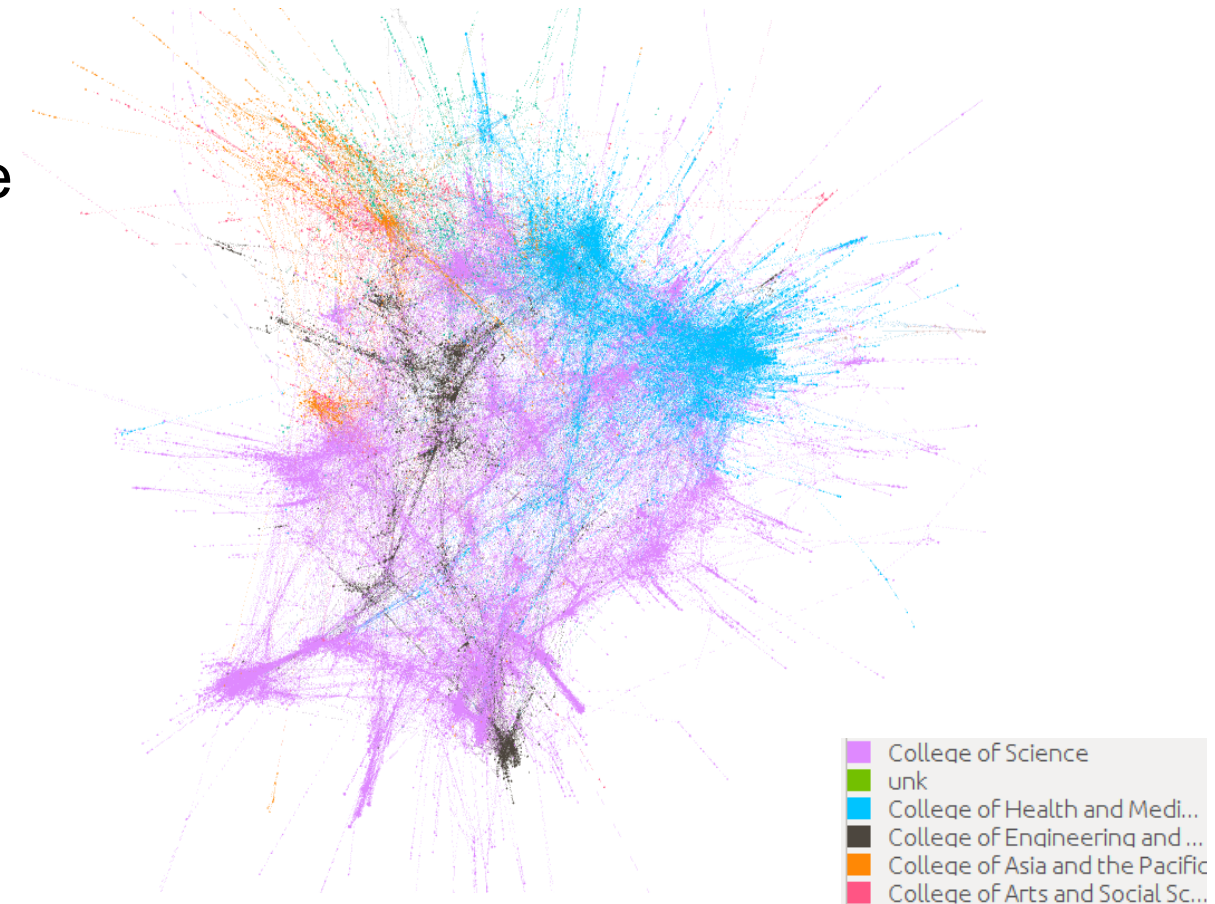 e
College of Science
unk
College of Health and Medi...
College of Engineering and ...
College of Asia and the Pacific
College of Arts and Social Sc...